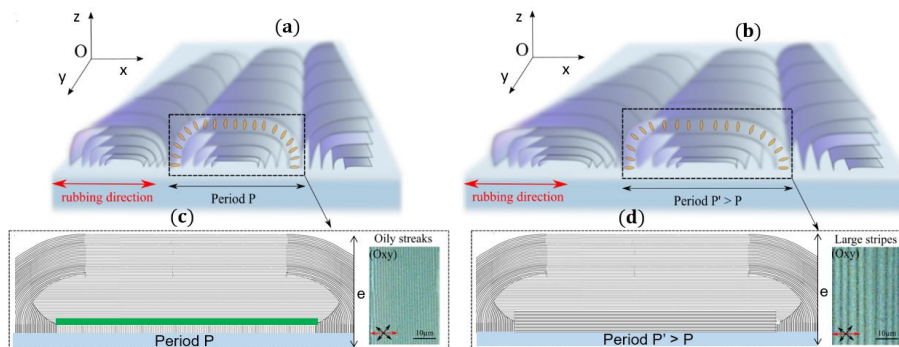 (a)
(b)
z
O
x
y
z
O
x
y
rubbing direction
Period P
rubbing direction
Period P' > P
(c)
(d)
Oily streaks
(Oxy)
e
10µm
Period P
Large stripes
(Oxy)
e
10µm
Period P' > P